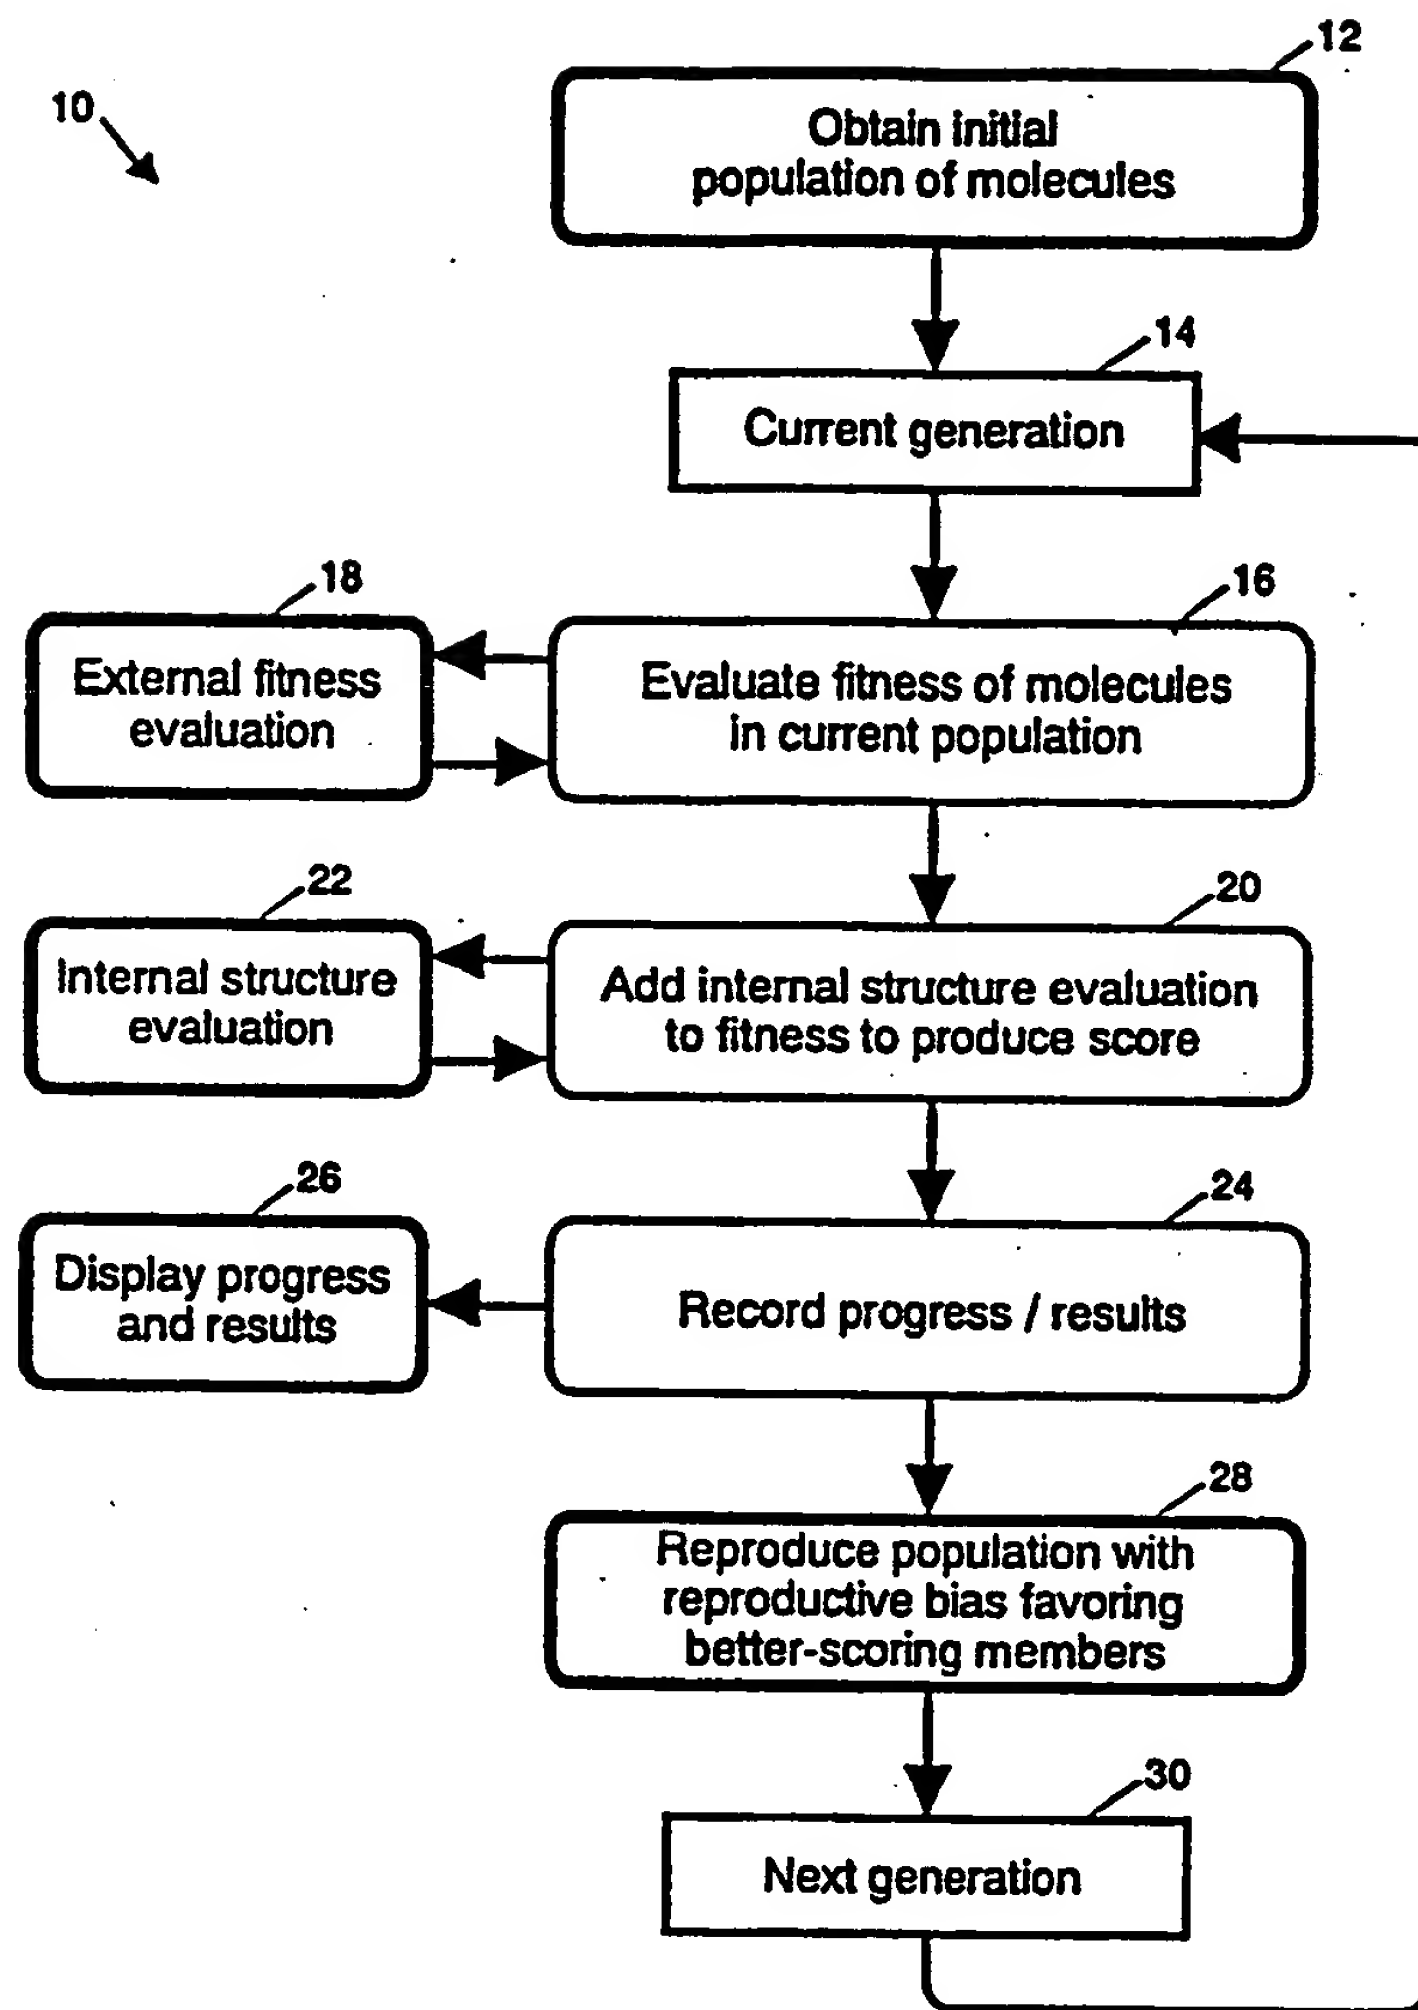 12
10
Obtain initial
population of molecules
14
Current generation
18
16
External fitness
evaluation
Evaluate fitness of molecules
in current population
22
20
Internal structure
evaluation
Add internal structure evaluation
to fitness to produce score
26
24
Display progress
and results
Record progress / results
28
Reproduce population with
reproductive bias favoring
better-scoring members
30
Next generation